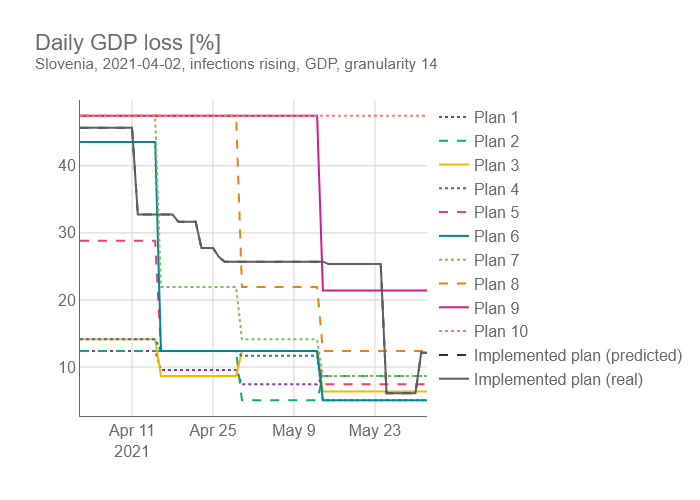 Daily GDP loss [%]
Slovenia, 2021-04-02, infections rising, GDP, granularity 14
40
30
20
10
Apr 11
2021
Apr 25
May 9
May 23
Plan 1
Plan 2
Plan 3
Plan 4
Plan 5
Plan 6
Plan 7
Plan 8
Plan 9
Plan 10
Implemented plan (predicted)
Implemented plan (real)